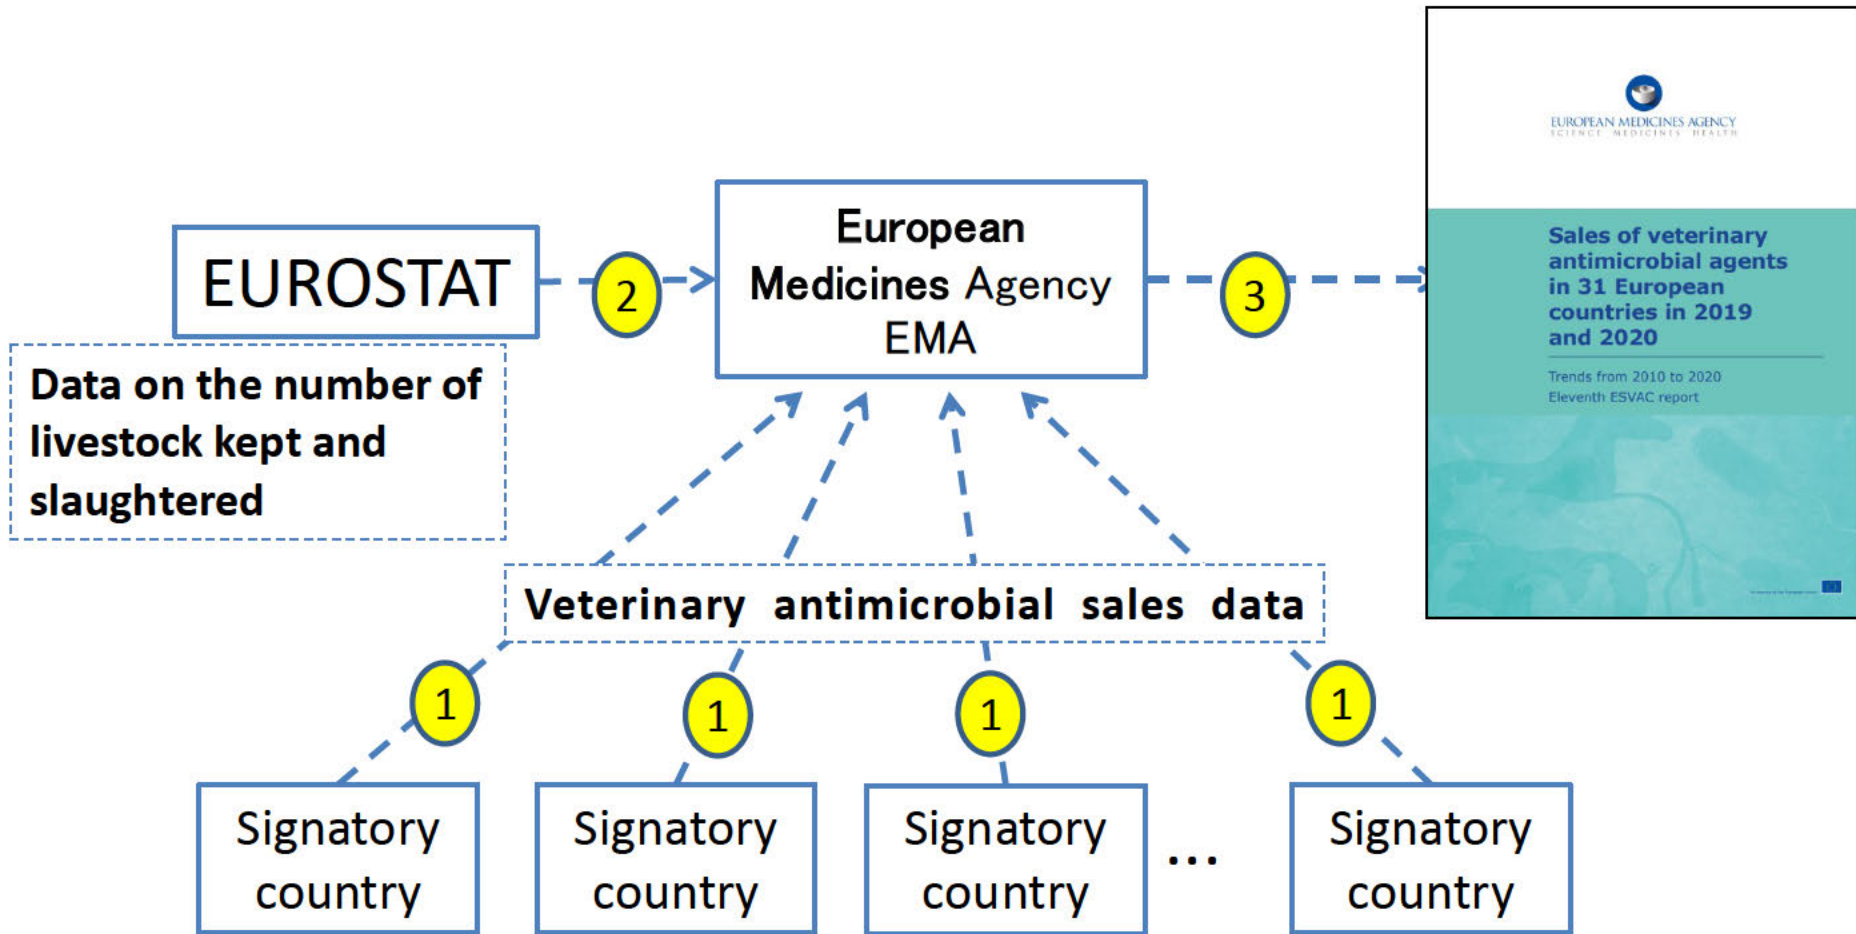 EUROPEAN MEDICINES AGENCY
SCIENCE MEDICINES HEALTH
Sales of veterinary
antimicrobial agents
in 31 European
countries in 2019
and 2020
Trends from 2010 to 2020
Eleventh ESVAC report
EUROSTAT
2
European
Medicines Agency
EMA
3
Data on the number of
livestock kept and
slaughtered
Veterinary antimicrobial sales data
1
1
1
1
Signatory
country
Signatory
country
Signatory
country
...
Signatory
country